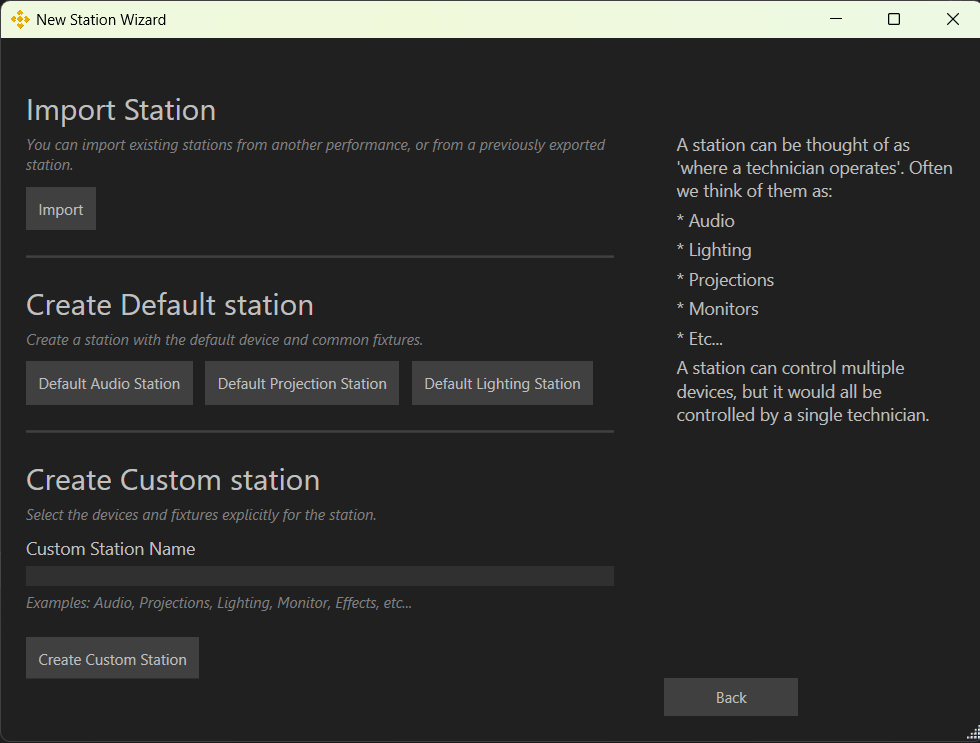 New Station Wizard
Import Station
You can import existing stations from another performance, or from a previously exported
station.
Import
Create Default station
Create a station with the default device and common fixtures.
Default Audio Station
Default Projection Station
Default Lighting Station
Create Custom station
Select the devices and fixtures explicitly for the station.
Custom Station Name
Examples: Audio, Projections, Lighting, Monitor, Effects, etc...
Create Custom Station
A station can be thought of as
'where a technician operates'. Often
we think of them as:
* Audio
* Lighting
* Projections
* Monitors
* Etc...
A station can control multiple
devices, but it would all be
controlled by a single technician.
Back